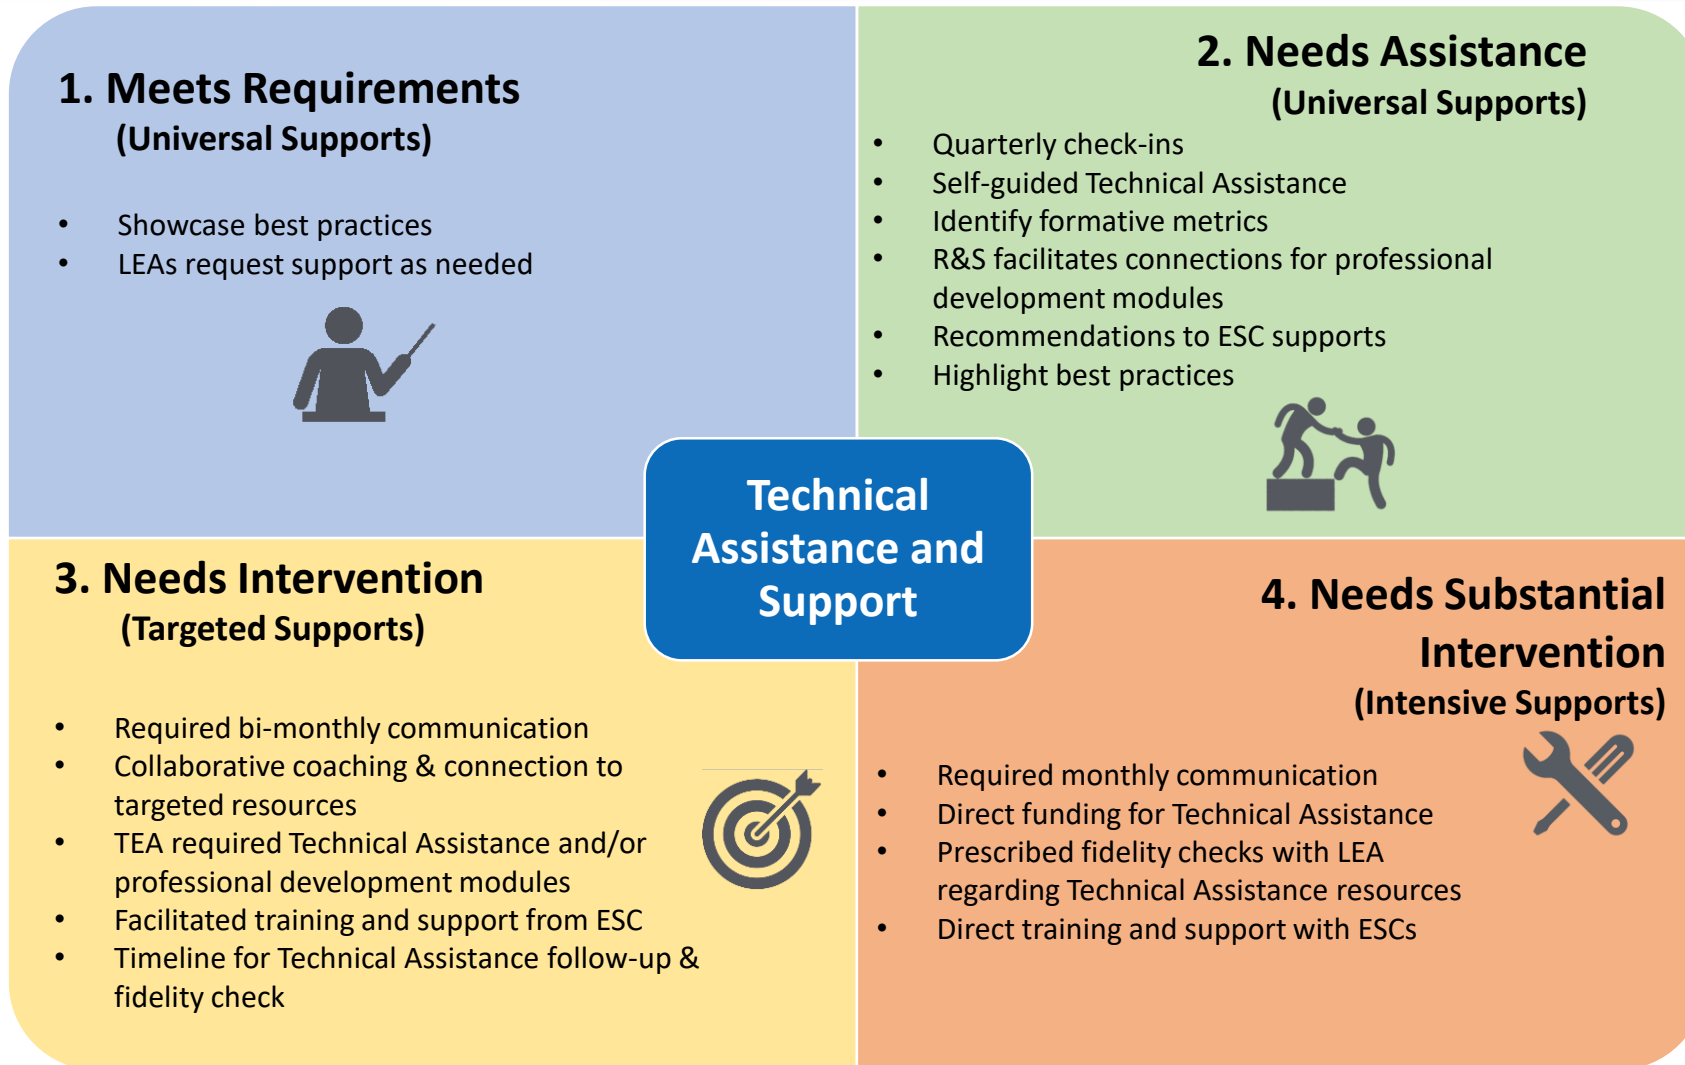 1. Meets Requirements
(Universal Supports)
• Showcase best practices
• LEAs request support as needed
2. Needs Assistance
(Universal Supports)
• Quarterly check-ins
• Self-guided Technical Assistance
• Identify formative metrics
• R&S facilitates connections for professional
development modules
• Recommendations to ESC supports
• Highlight best practices
Technical
Assistance and
Support
3. Needs Intervention
(Targeted Supports)
• Required bi-monthly communication
• Collaborative coaching & connection to
targeted resources
• TEA required Technical Assistance and/or
professional development modules
• Facilitated training and support from ESC
• Timeline for Technical Assistance follow-up &
fidelity check
4. Needs Substantial
Intervention
(Intensive Supports)
• Required monthly communication
• Direct funding for Technical Assistance
• Prescribed fidelity checks with LEA
regarding Technical Assistance resources
• Direct training and support with ESCs